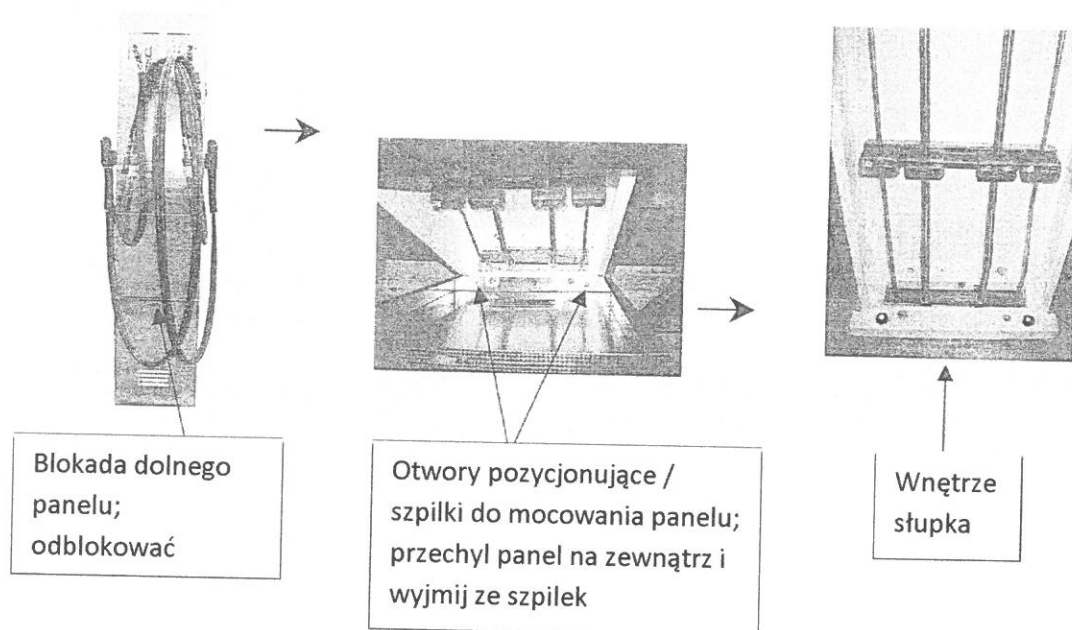 Blokada dolnego
panelu;
odblokować
Otwory pozycjonujące /
szpilki do mocowania panelu;
przechyl panel na zewnątrz i
wyjmij ze szpilek
Wnętrze
słupka